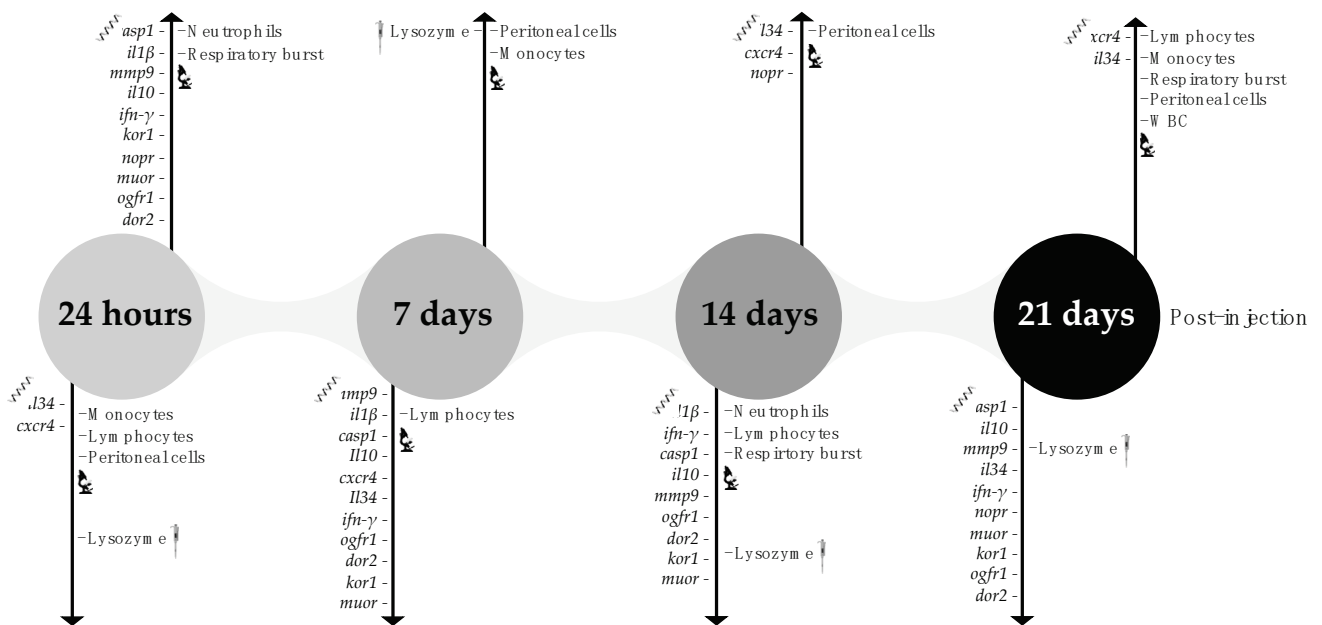 asp1 - -Neutrophils
il1β - -Respiratory burst
mmp9 -
il10 -
ifn-γ -
kor1 -
nopr -
muor -
ogfr1 -
dor2 -
Lysozyme - -Peritoneal cells
-Monocytes
l34 - -Peritoneal cells
cxcr4 -
nopr -
xcr4 - -Lymphocytes
il34 - -Monocytes
-Respiratory burst
-Peritoneal cells
-WBC
24 hours
7 days
14 days
21 days
Post-injection
il34 -
cxcr4 -
-Monocytes
-Lymphocytes
-Peritoneal cells
-Lysozyme
mp9 -
il1β - -Lymphocytes
casp1 -
Il10 -
cxcr4 -
Il34 -
ifn-γ -
ogfr1 -
dor2 -
kor1 -
muor -
l1β - -Neutrophils
ifn-γ - -Lymphocytes
casp1 - -Respirtory burst
il10 -
mmp9 -
ogfr1 -
dor2 -
kor1 - -Lysozyme
muor -
asp1 -
il10 -
mmp9 - -Lysozyme
il34 -
ifn-γ -
nopr -
muor -
kor1 -
ogfr1 -
dor2 -